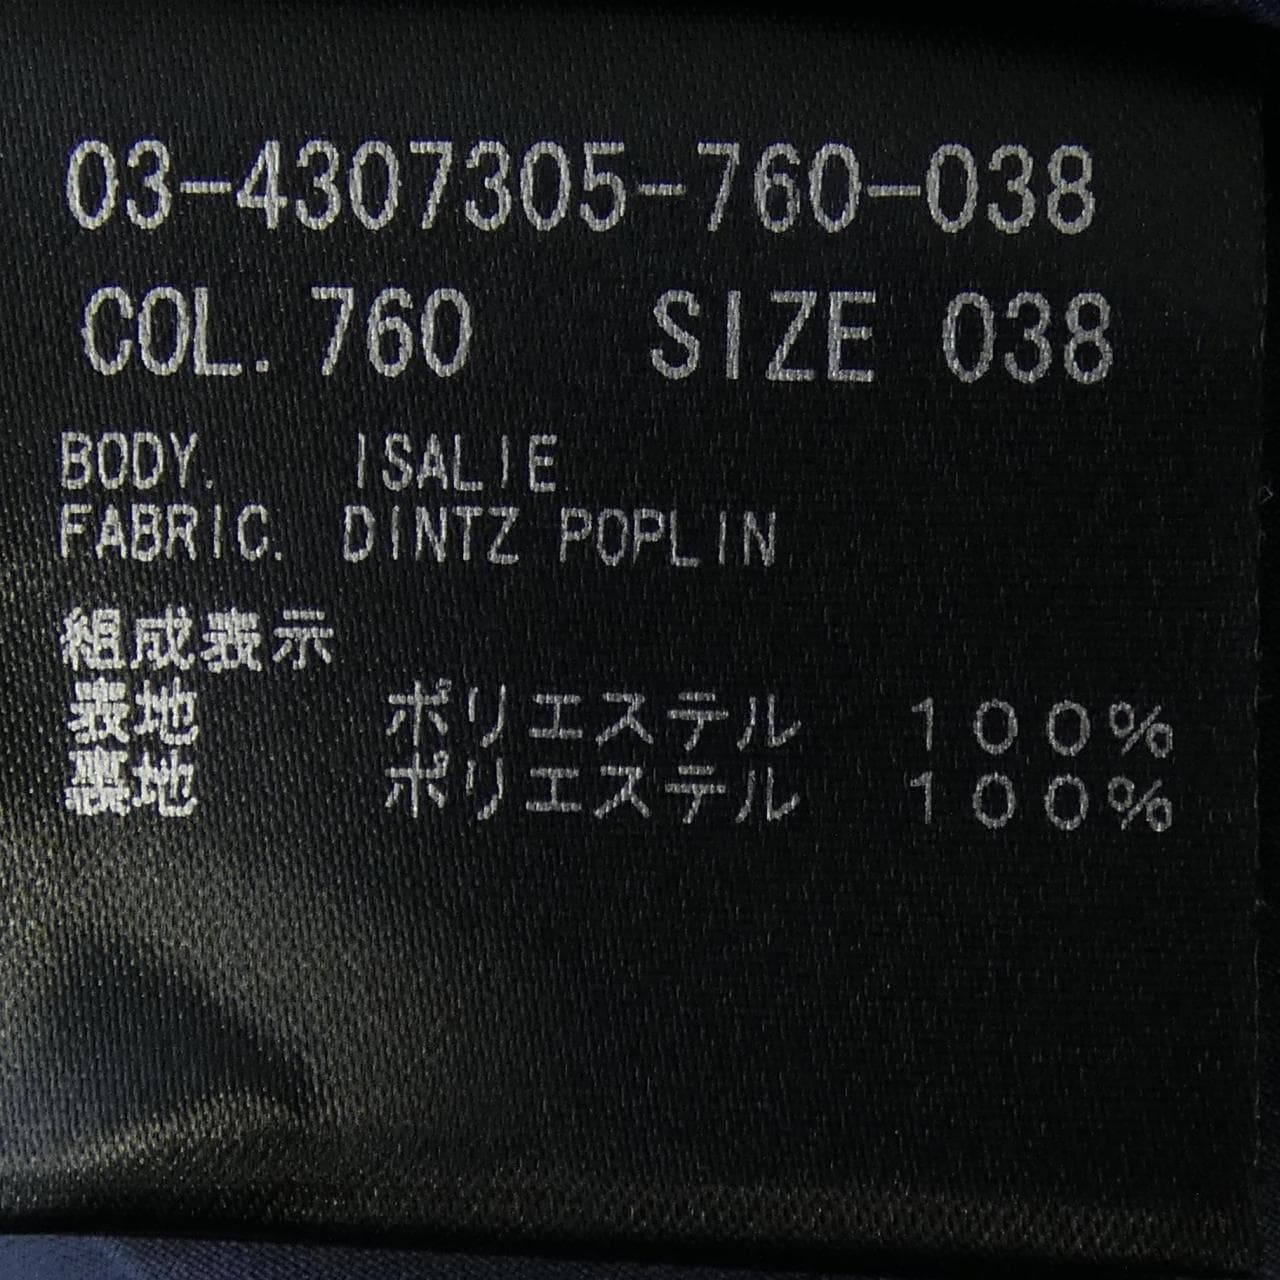 03-4307305-760-038
COL. 760 SIZE 038
BODY. ISALIE
FABRIC. DINTZ POPLIN
組成表示
表地 ポリエステル 100%
裏地 ポリエステル 100%